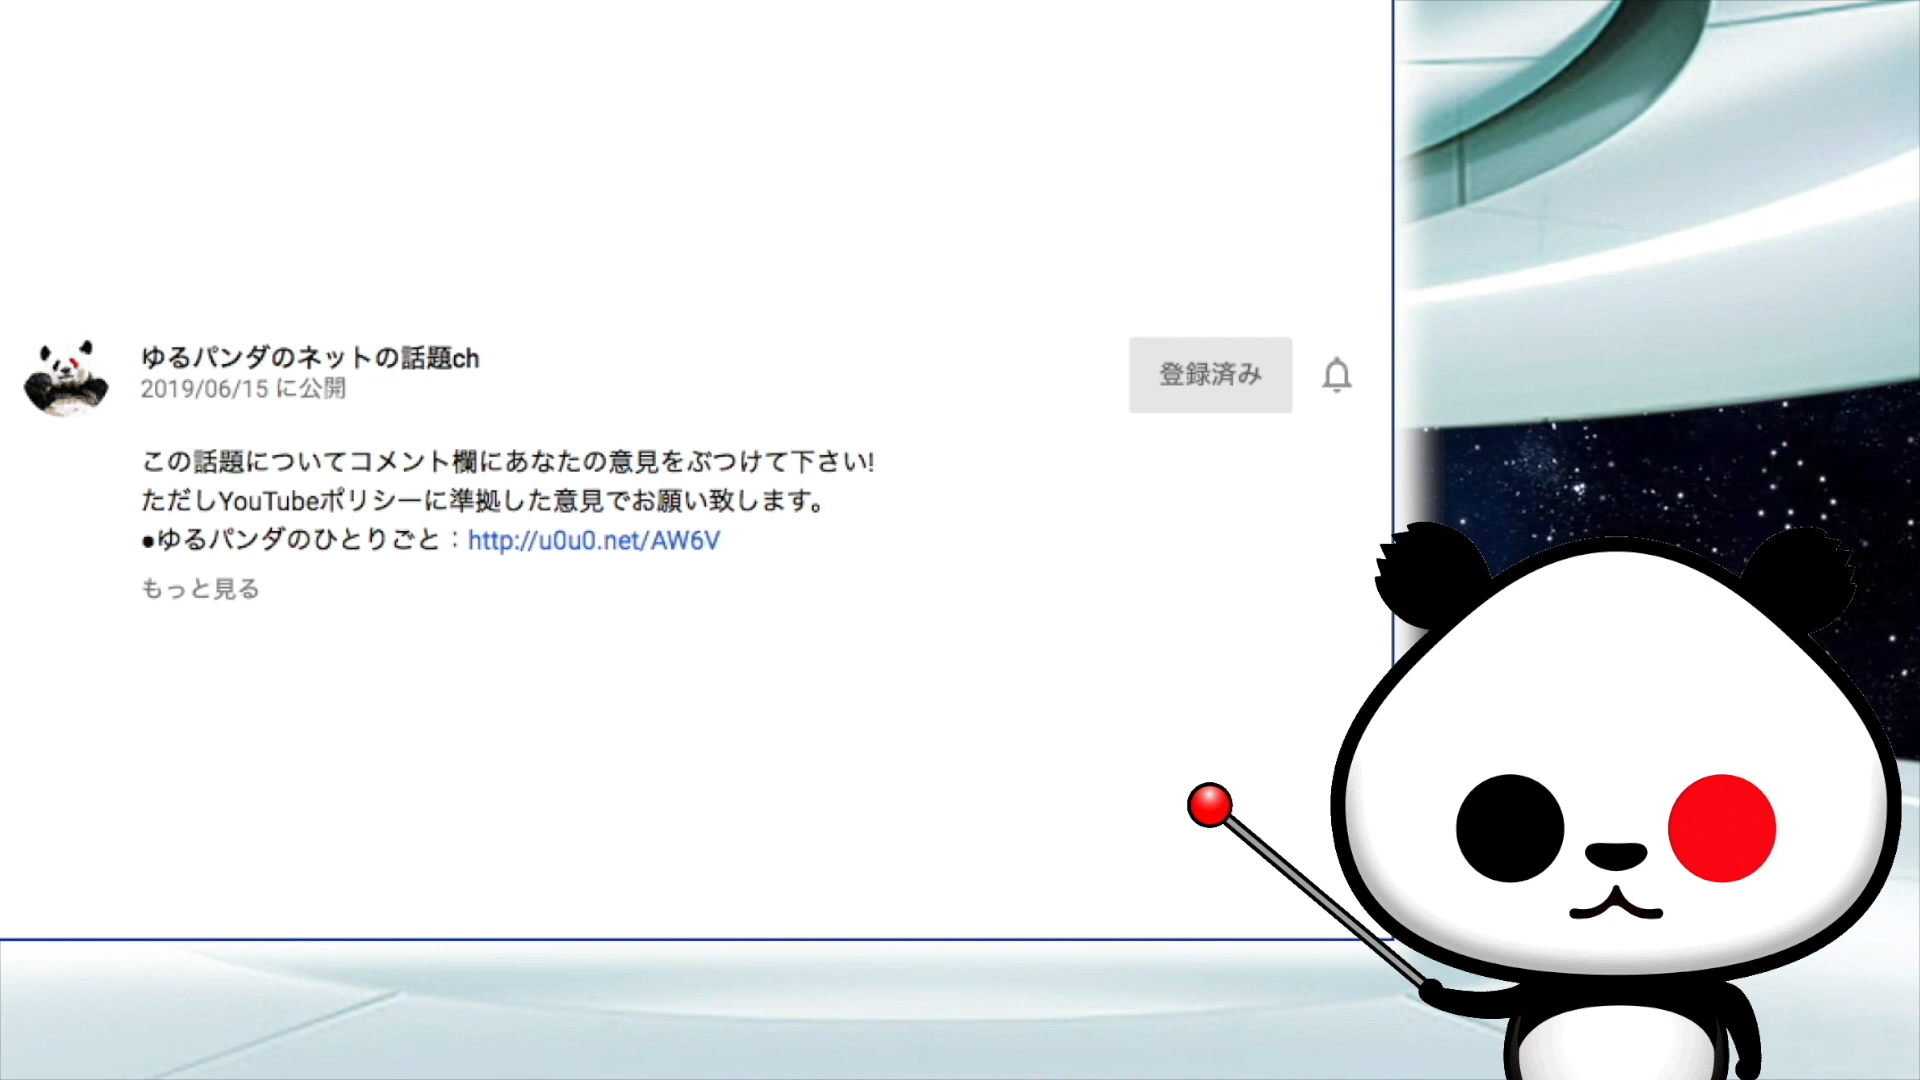 ゆるパンダのネットの話題ch
2019/06/15 に公開
登録済み
この話題についてコメント欄にあなたの意見をぶつけて下さい!
ただしYouTubeポリシーに準拠した意見でお願い致します。
●ゆるパンダのひとりごと：http://u0u0.net/AW6V
もっと見る